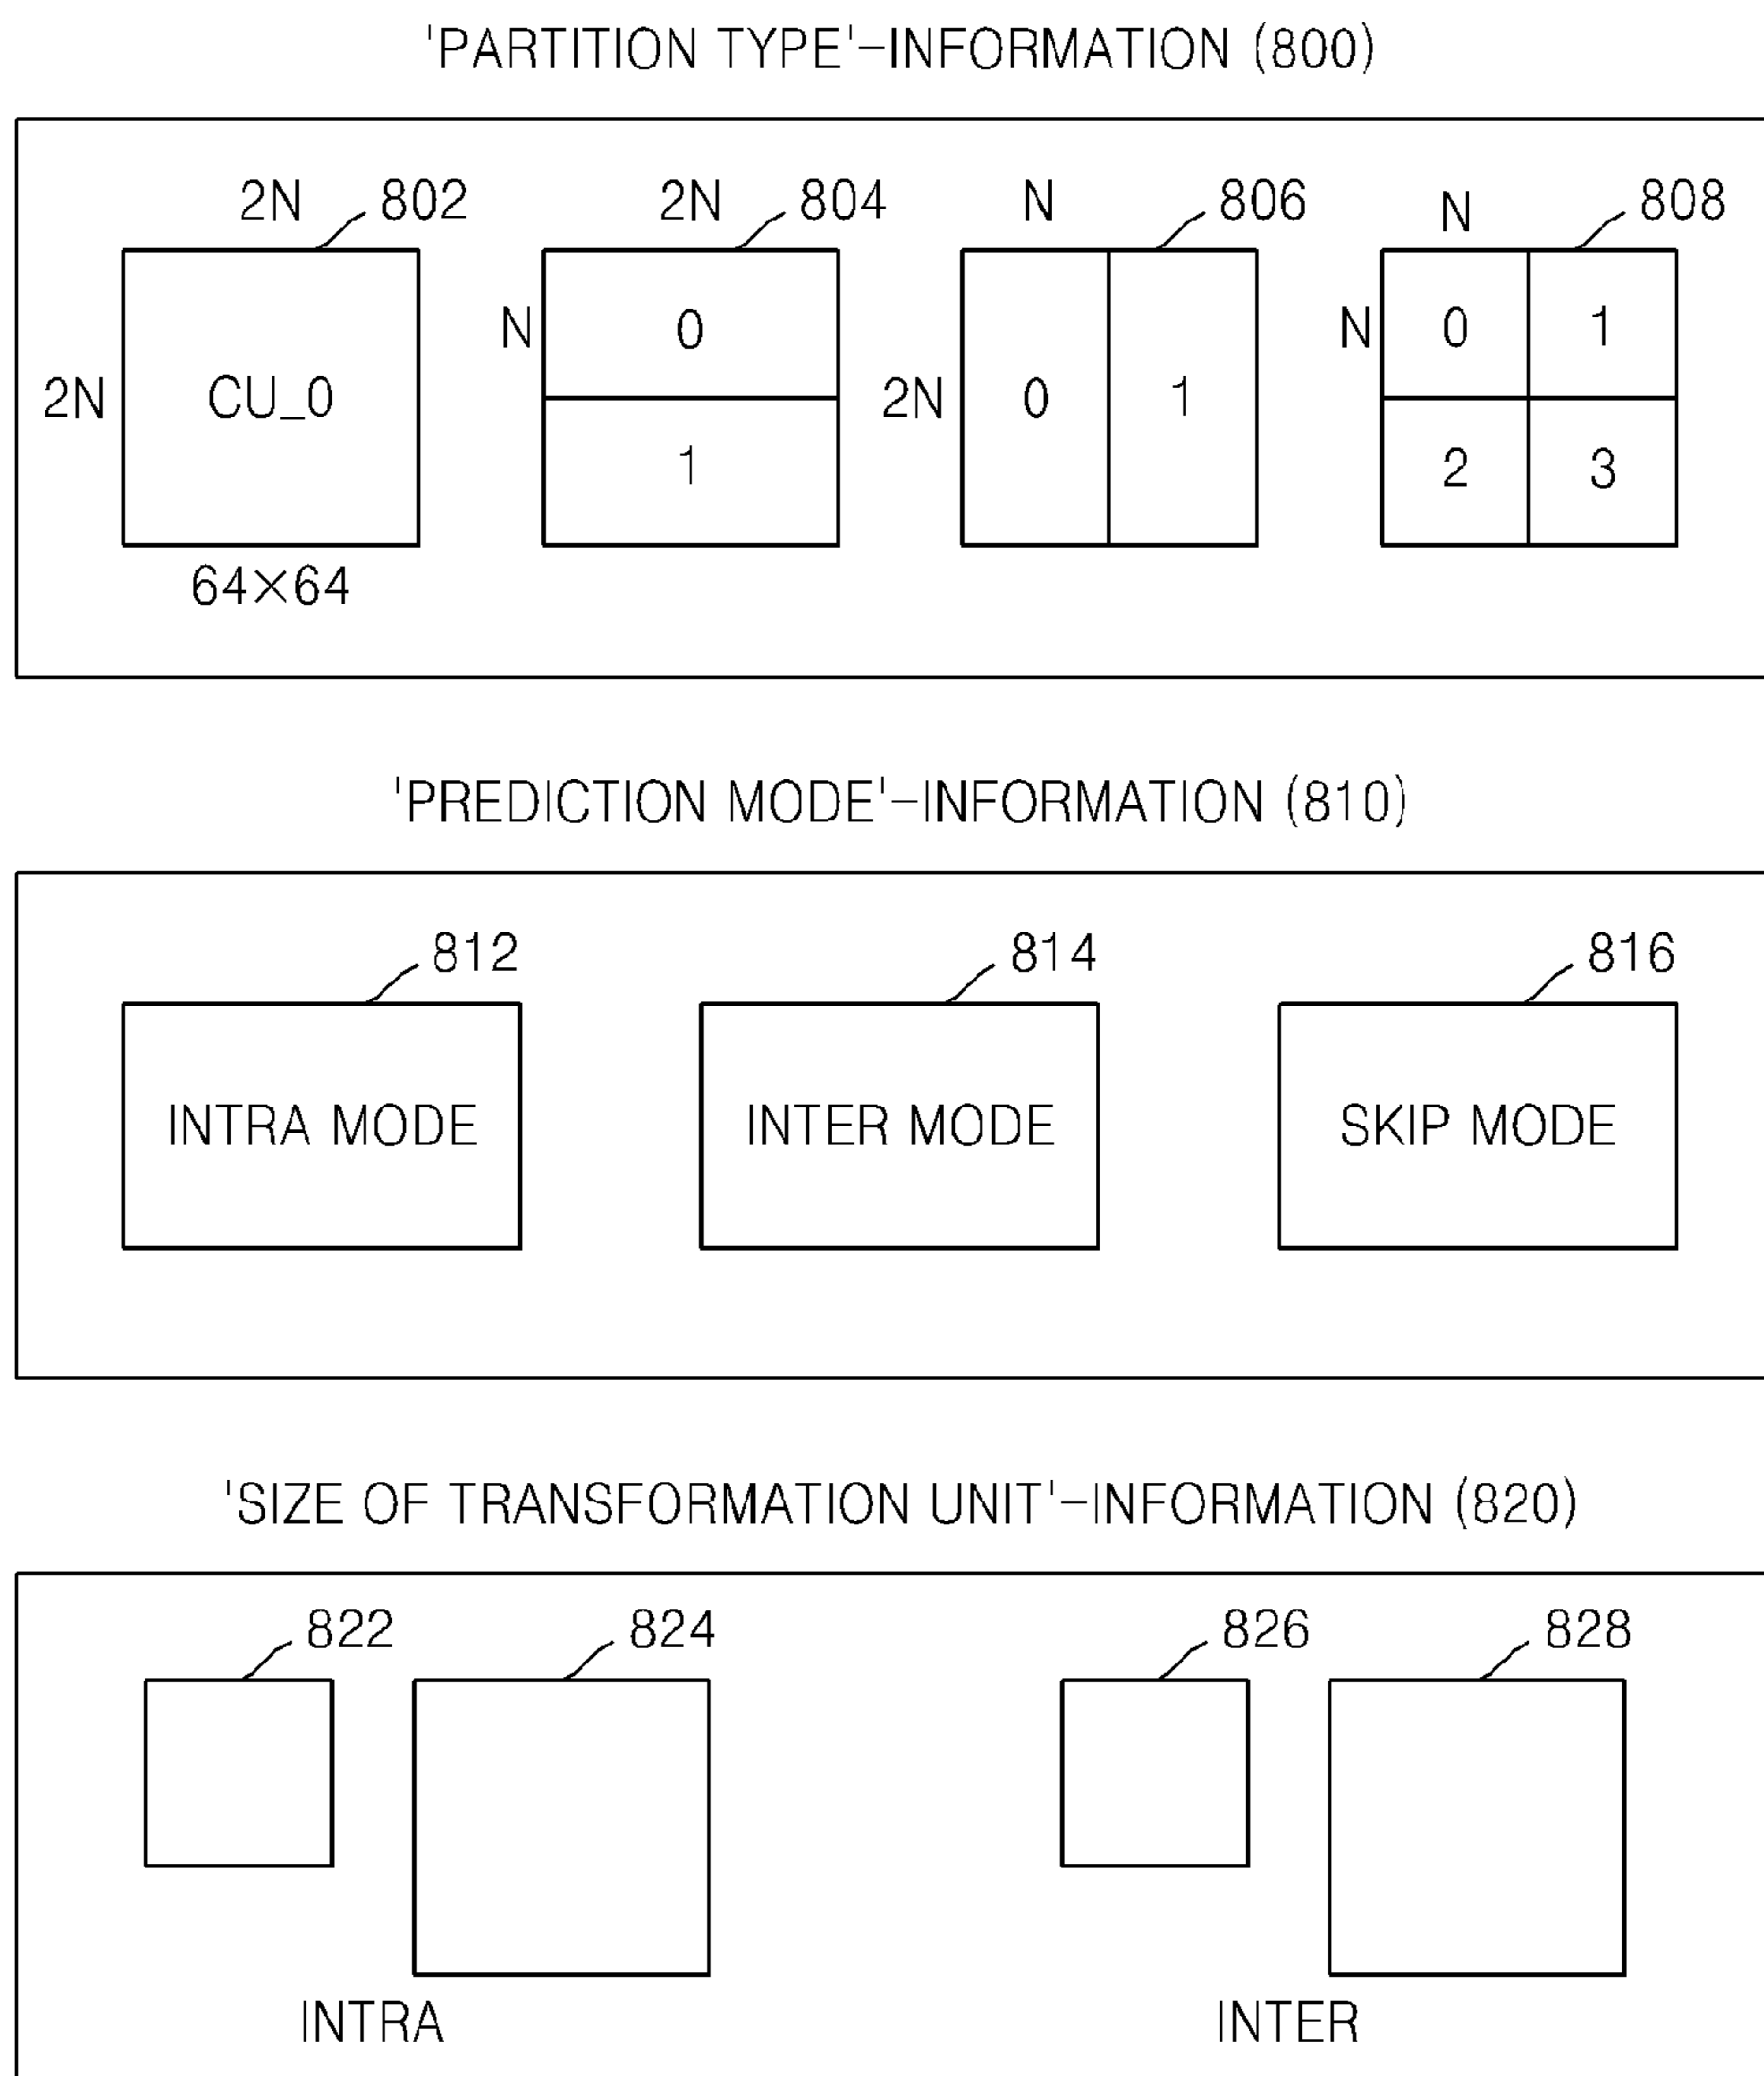 'PARTITION TYPE'-INFORMATION (800)
2N 802 2N 804 N 806 N 808
N 0 N 0 1
2N CU_0 2N 0 1
1 2 3
64×64
'PREDICTION MODE'-INFORMATION (810)
812 814 816
INTRA MODE INTER MODE SKIP MODE
'SIZE OF TRANSFORMATION UNIT'-INFORMATION (820)
822 824 826 828
INTRA INTER